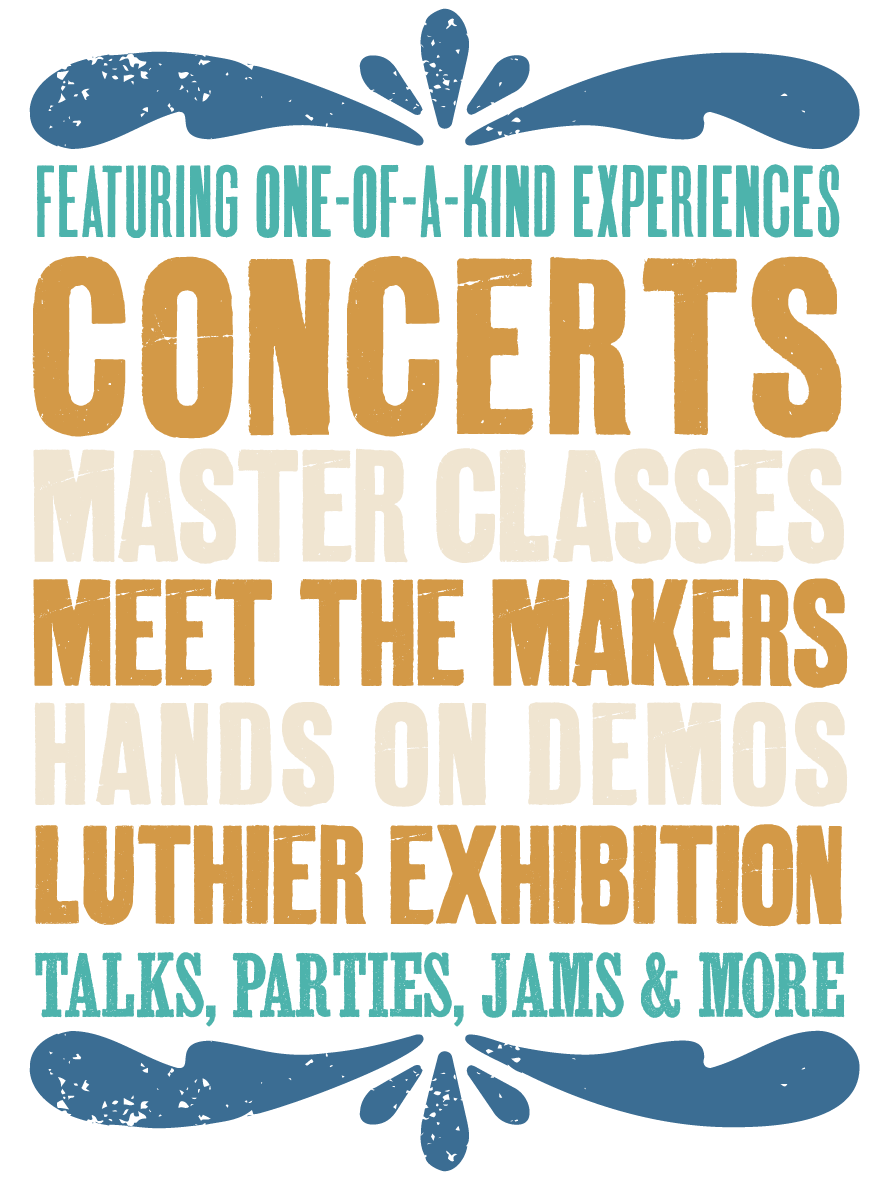 FEATURING ONE-OF-A-KIND EXPERIENCES
CONCERTS
MASTER CLASSES
MEET THE MAKERS
HANDS ON DEMOS
LUTHIER EXHIBITION
TALKS, PARTIES, JAMS & MORE